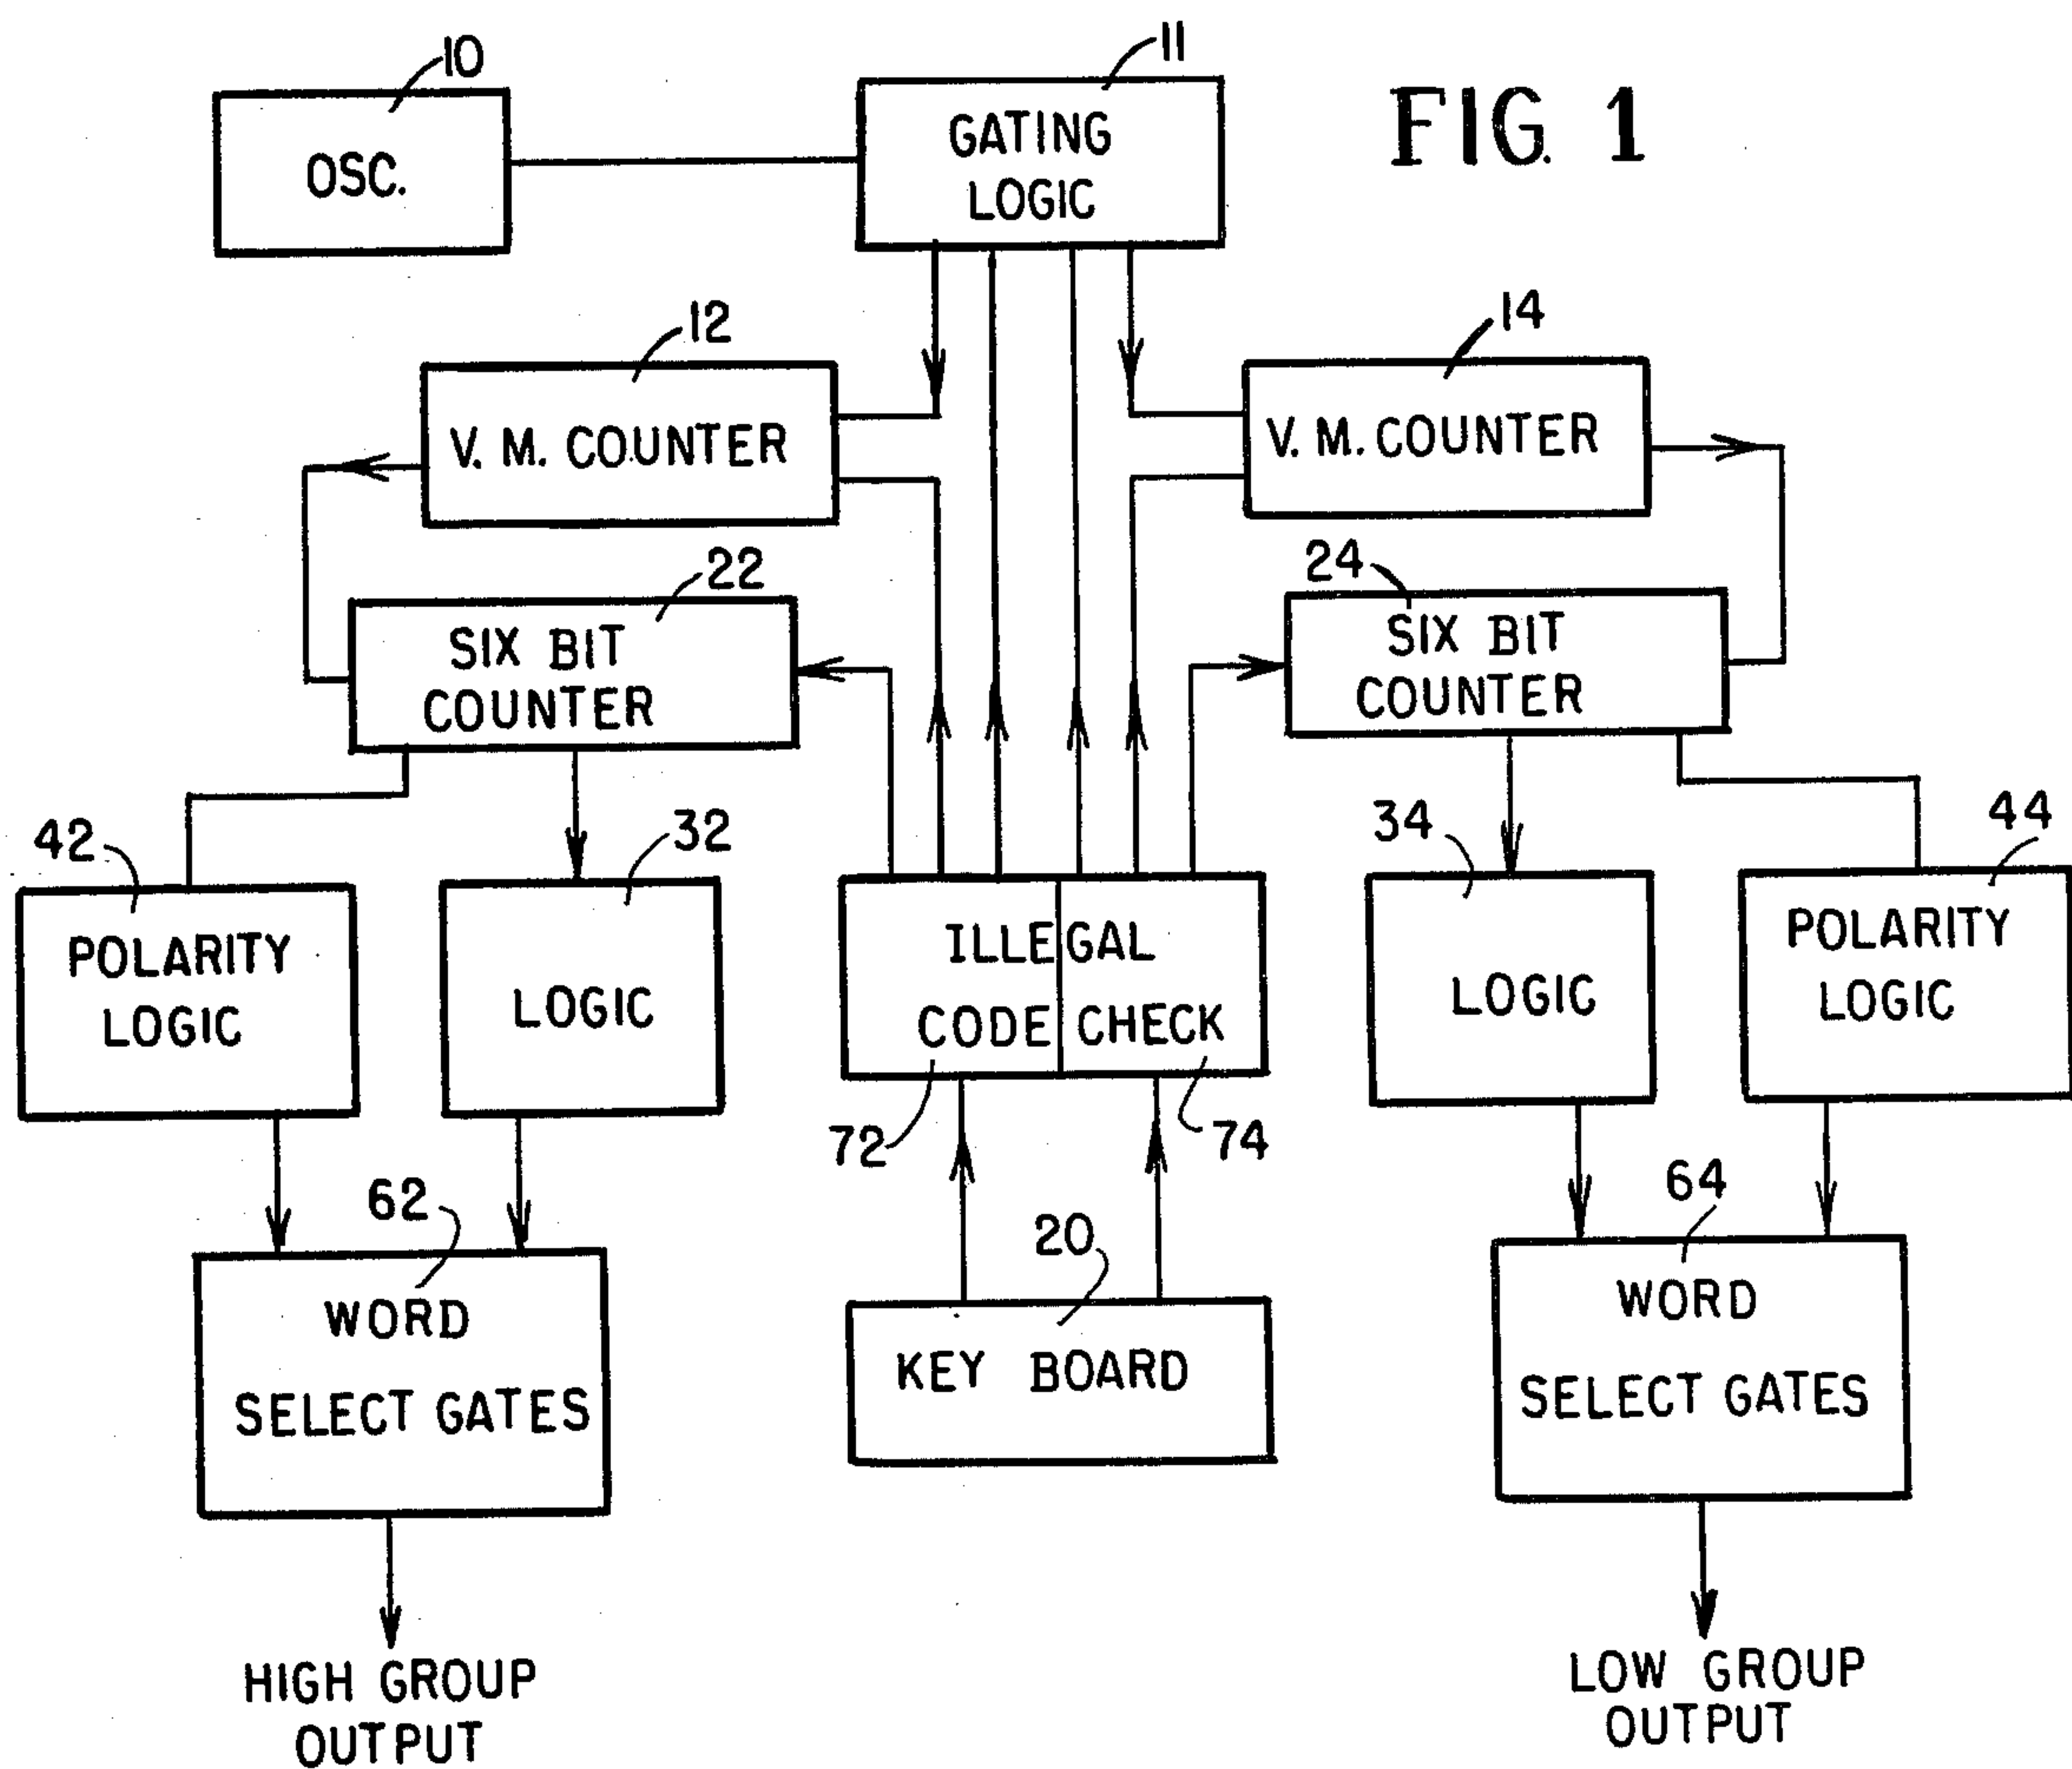 10
11
FIG. 1
OSC.
GATING
LOGIC
12
14
V. M. COUNTER
V. M. COUNTER
22
24
SIX BIT
COUNTER
SIX BIT
COUNTER
42
32
34
44
POLARITY
LOGIC
LOGIC
ILLEGAL
CODE CHECK
LOGIC
POLARITY
LOGIC
72
74
62
20
64
WORD
SELECT GATES
KEY BOARD
WORD
SELECT GATES
HIGH GROUP
OUTPUT
LOW GROUP
OUTPUT